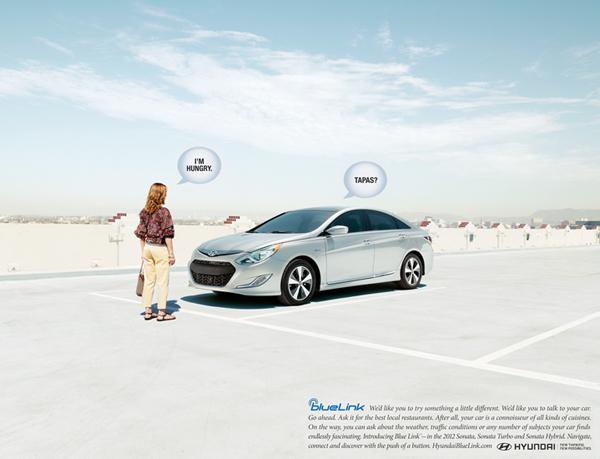 I'M
HUNGRY.
TAPAS?
blueLink We'd like you to try something a little different. We'd like you to talk to your car.
Go ahead. Ask it for the best local restaurants. After all, your car is a connoisseur of all kinds of cuisines.
On the way, you can ask about the weather, traffic conditions or any number of subjects your car finds
endlessly fascinating. Introducing Blue Link™–in the 2012 Sonata, Sonata Turbo and Sonata Hybrid. Navigate,
connect and discover with the push of a button. HyundaiBlueLink.com HYUNDAI NEW THINKING.
NEW POSSIBILITIES.